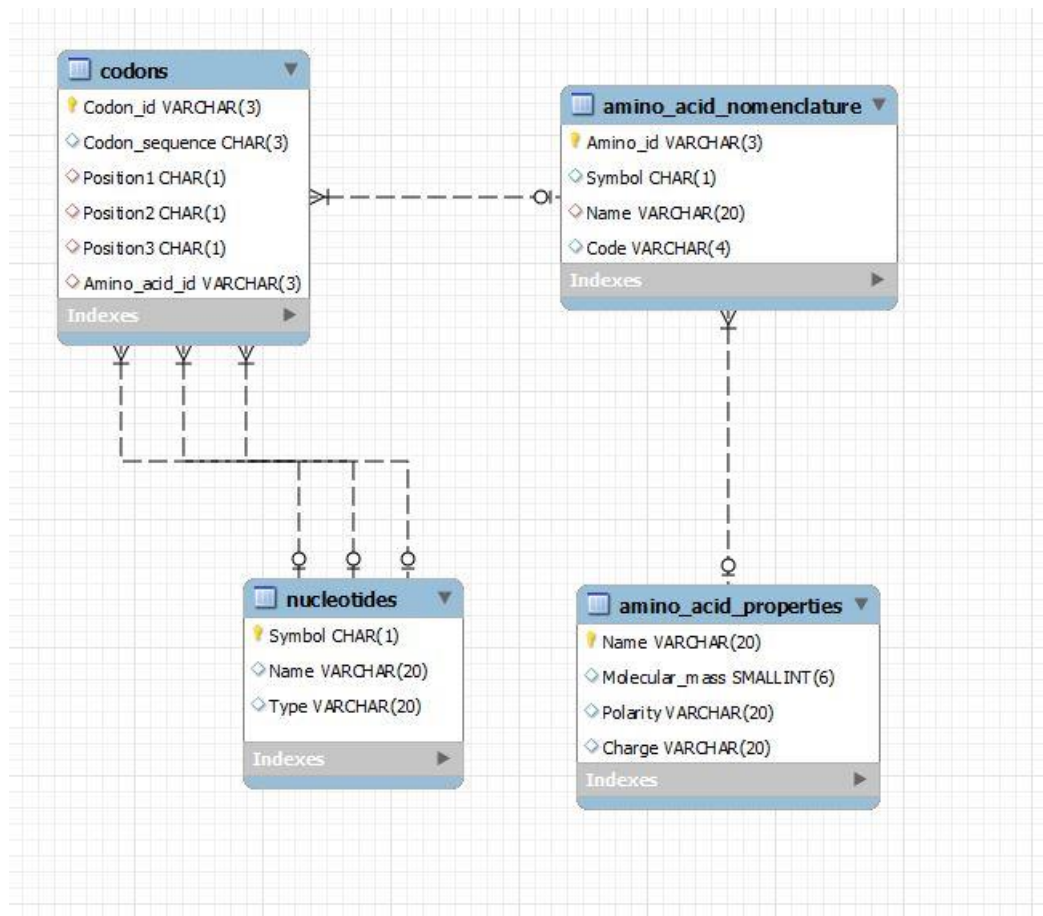 codons
Codon_id VARCHAR(3)
Codon_sequence CHAR(3)
Position1 CHAR(1)
Position2 CHAR(1)
Position3 CHAR(1)
Amino_acid_id VARCHAR(3)
Indexes
amino_acid_nomenclature
Amino_id VARCHAR(3)
Symbol CHAR(1)
Name VARCHAR(20)
Code VARCHAR(4)
Indexes
nucleotides
Symbol CHAR(1)
Name VARCHAR(20)
Type VARCHAR(20)
Indexes
amino_acid_properties
Name VARCHAR(20)
Molecular_mass SMALLINT(6)
Polarity VARCHAR(20)
Charge VARCHAR(20)
Indexes